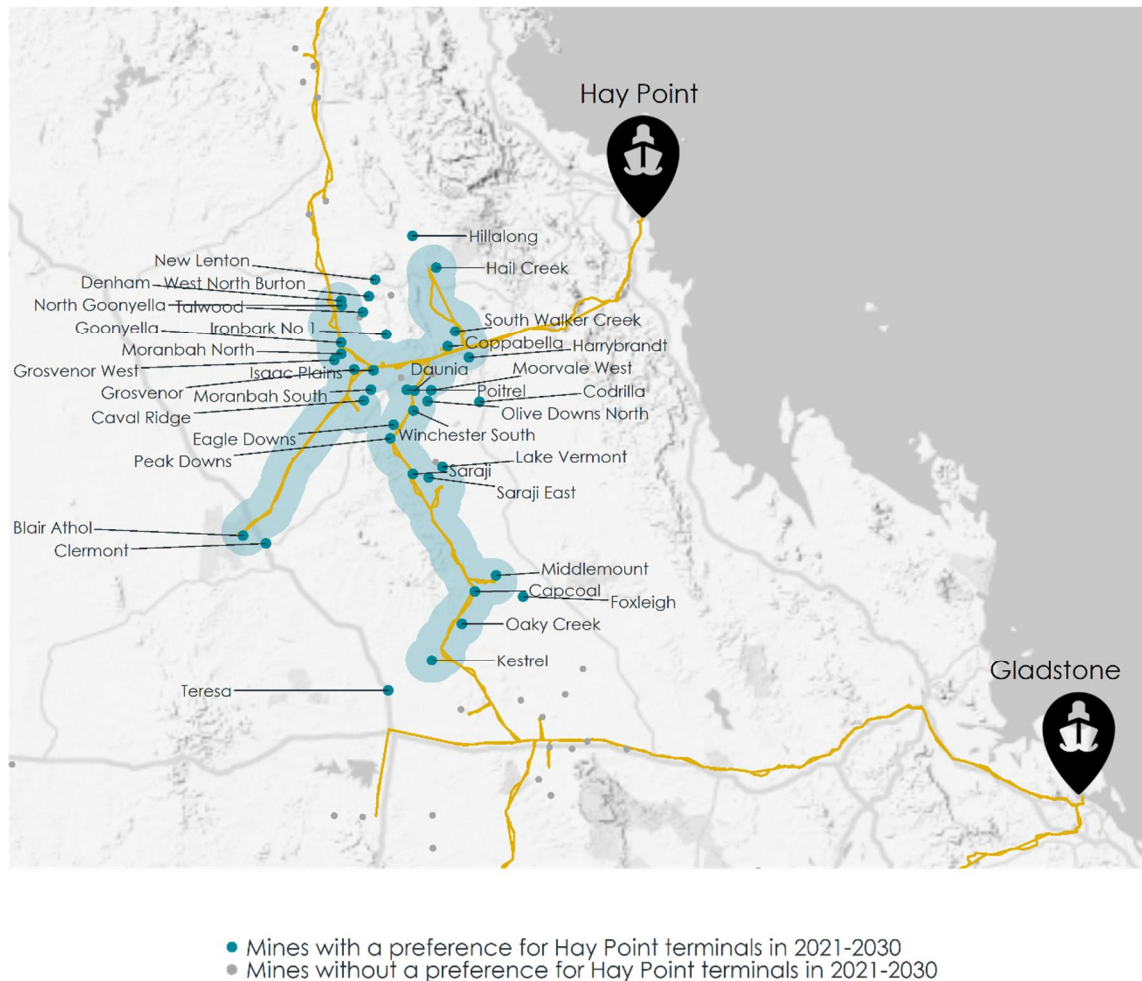 Hay Point
Hillalong
New Lenton
Hail Creek
Denham
West North Burton
North Goonyella
Talwood
Goonyella
Ironbark No 1
South Walker Creek
Moranbah North
Coppabella
Harrybrandt
Grosvenor West
Isaac Plains
Daunia
Moorvale West
Grosvenor
Moranbah South
Poitrel
Codrilla
Caval Ridge
Olive Downs North
Eagle Downs
Winchester South
Peak Downs
Lake Vermont
Saraji
Saraji East
Blair Athol
Clermont
Middlemount
Capcoal
Foxleigh
Oaky Creek
Kestrel
Gladstone
Teresa
Mines with a preference for Hay Point terminals in 2021-2030
Mines without a preference for Hay Point terminals in 2021-2030